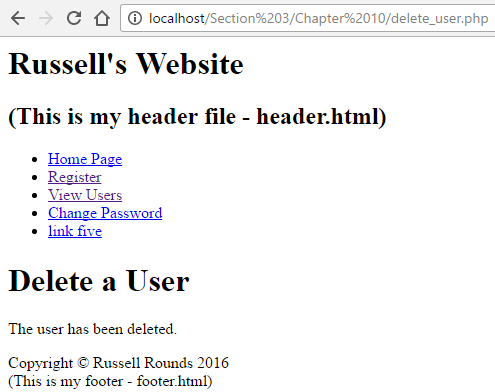 localhost/Section%203/Chapter%2010/delete_user.php
Russell's Website
(This is my header file - header.html)
Home Page
Register
View Users
Change Password
link five
Delete a User
The user has been deleted.
Copyright © Russell Rounds 2016
(This is my footer - footer.html)